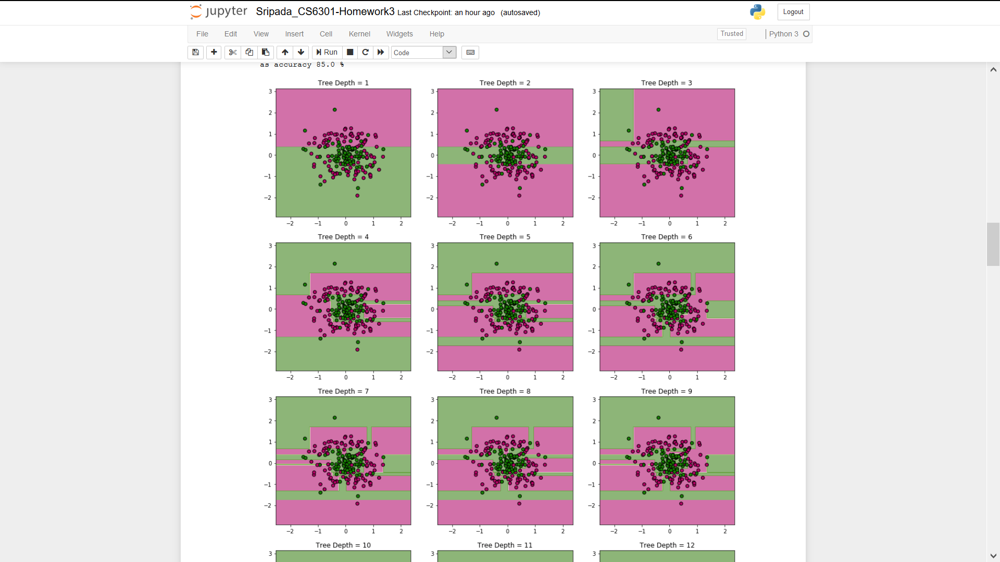 jupyter Sripada_CS6301-Homework3 Last Checkpoint: an hour ago (autosaved) Logout
File Edit View Insert Cell Kernel Widgets Help Trusted Python 3
Run Code
as accuracy 85.0 %
Tree Depth = 1 Tree Depth = 2 Tree Depth = 3
3 3 3
2 2 2
1 1 1
0 0 0
−1 −1 −1
−2 −2 −2
−2 −1 0 1 2 −2 −1 0 1 2 −2 −1 0 1 2
Tree Depth = 4 Tree Depth = 5 Tree Depth = 6
3 3 3
2 2 2
1 1 1
0 0 0
−1 −1 −1
−2 −2 −2
−2 −1 0 1 2 −2 −1 0 1 2 −2 −1 0 1 2
Tree Depth = 7 Tree Depth = 8 Tree Depth = 9
3 3 3
2 2 2
1 1 1
0 0 0
−1 −1 −1
−2 −2 −2
−2 −1 0 1 2 −2 −1 0 1 2 −2 −1 0 1 2
Tree Depth = 10 Tree Depth = 11 Tree Depth = 12
3 3 3